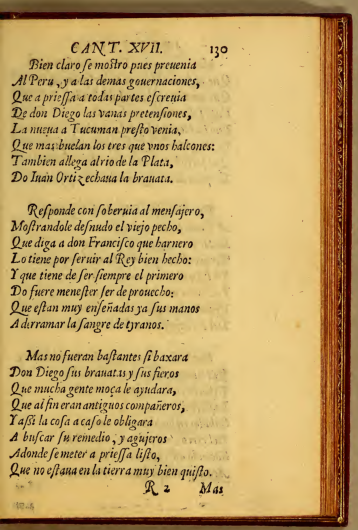 CANT. XVII. 130
Bien claro ſe moſtro pues preuenia
Al Peru, y a las demas gouernaciones,
Que a prieſſa a todas partes eſcreuia
De don Diego las vanas pretenſiones,
La nueua a Tucuman preſto venia,
Que mas buelan los tres que vnos halcones:
Tambien allega al rio de la Plata,
Do Iuan Ortiz echaua la brauata.
Reſponde con ſoberuia al menſajero,
Moſtrandole deſnudo el viejo pecho,
Que diga a don Franciſco que harnero
Lo tiene por ſeruir al Rey bien hecho:
Y que tiene de ſer ſiempre el primero
Do fuere meneſter ſer de prouecho:
Que eſtan muy enſeñadas ya ſus manos
A derramar la ſangre de tyranos.
Mas no fueran baſtantes ſi baxara
Don Diego ſus brauatas y ſus fieros
Que mucha gente moça le ayudara,
Que al fin eran antiguos compañeros,
Y aſsi la coſa a caſo le obligara
A buſcar ſu remedio, y agujeros
Adonde ſe meter a prieſſa liſto,
Que no eſtaua en la tierra muy bien quiſto.
R 2 Mas